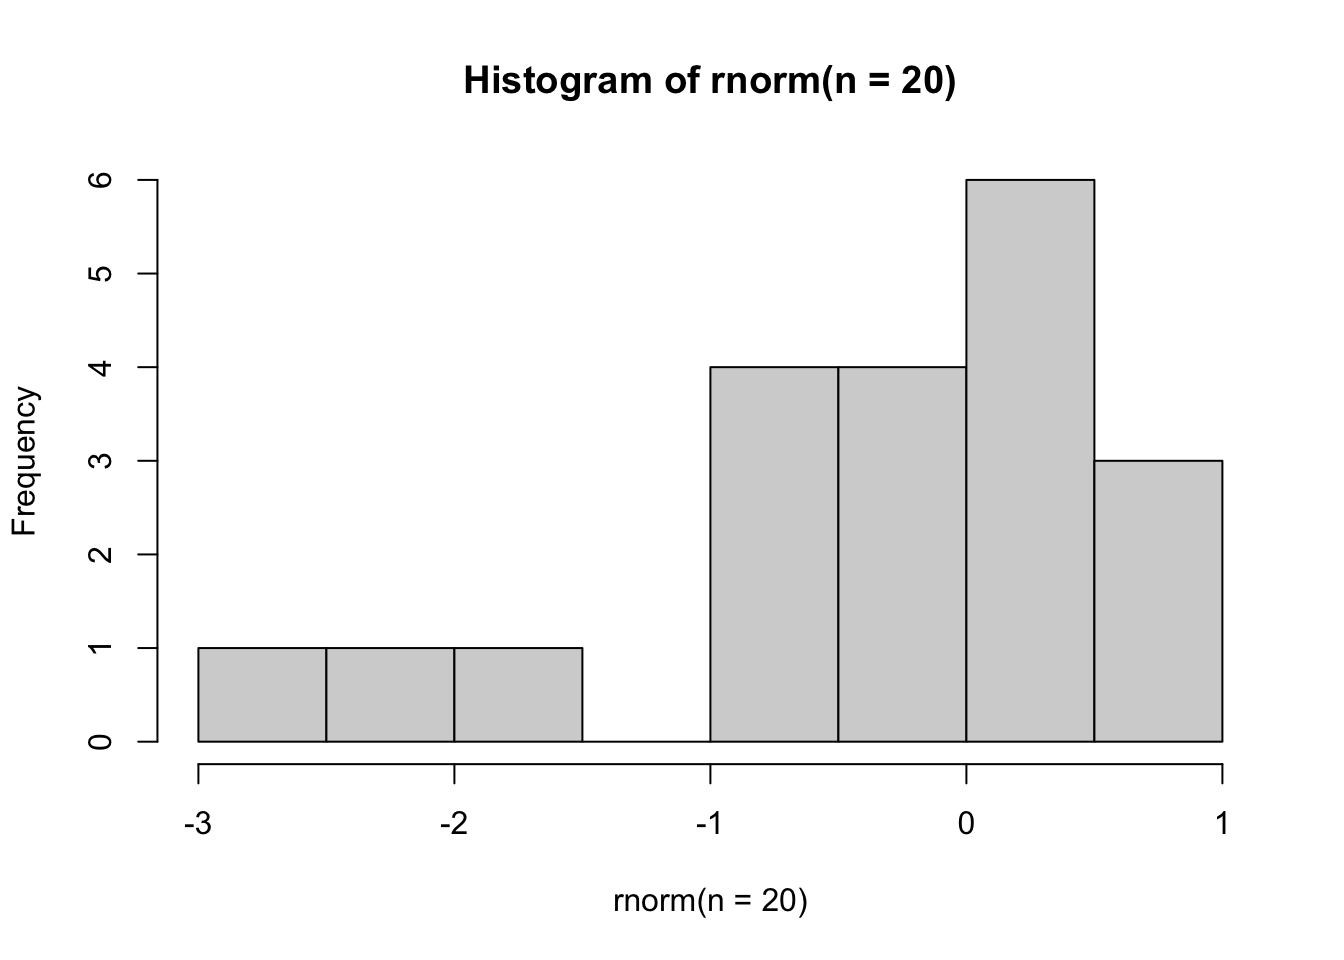 Histogram of rnorm(n = 20)
6
5
4
3
2
1
0
Frequency
-3 -2 -1 0 1
rnorm(n = 20)